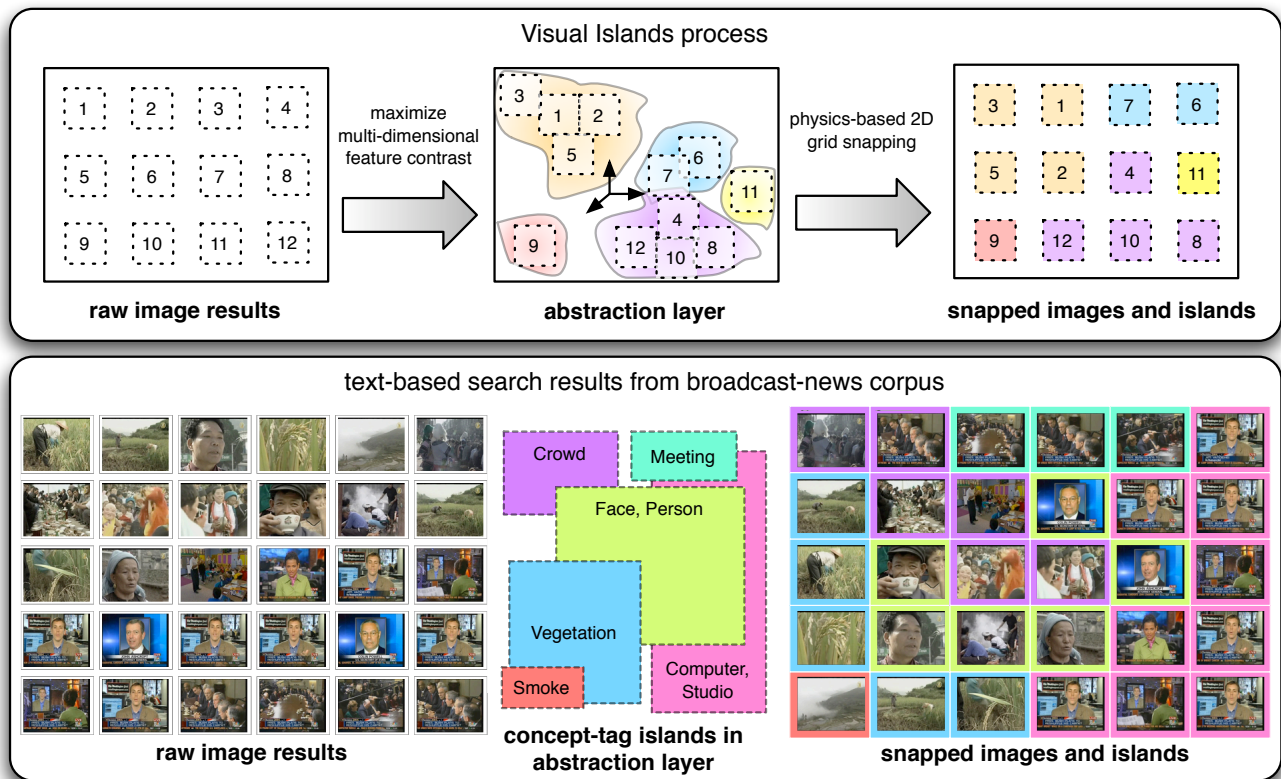 Visual Islands process
1 2 3 4
5 6 7 8
9 10 11 12
raw image results
maximize
multi-dimensional
feature contrast
3
1 2
5
6
7
11
4
9
12 8
10
abstraction layer
physics-based 2D
grid snapping
3 1 7 6
5 2 4 11
9 12 10 8
snapped images and islands
text-based search results from broadcast-news corpus
raw image results
Crowd
Meeting
Face, Person
Vegetation
Computer,
Studio
Smoke
concept-tag islands in
abstraction layer
COLIN POWELL
JOHN ASHCROFT
snapped images and islands